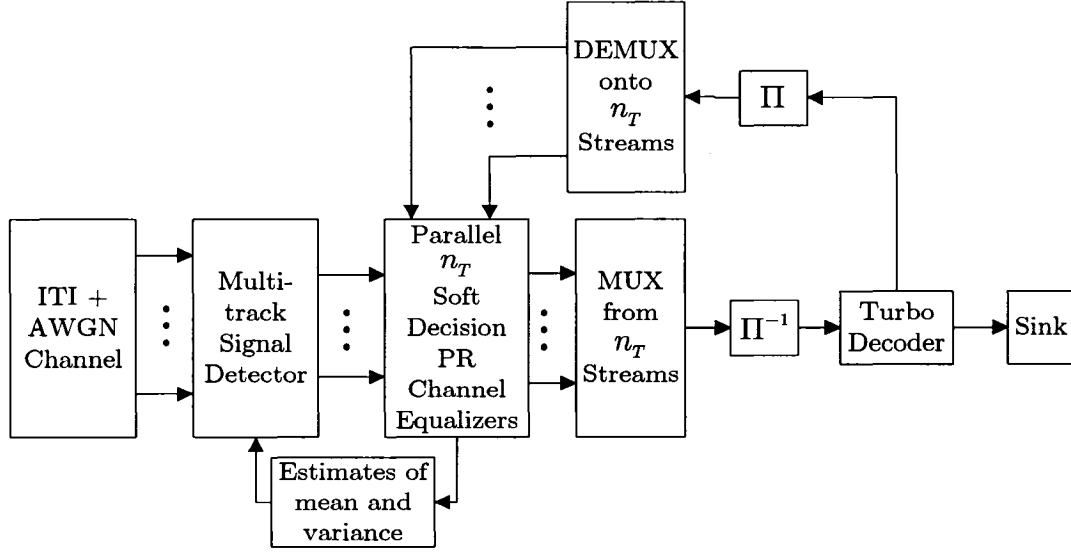 DEMUX
onto
n_T
Streams
Π
ITI +
AWGN
Channel
Multi-
track
Signal
Detector
Parallel
n_T
Soft
Decision
PR
Channel
Equalizers
MUX
from
n_T
Streams
Π⁻¹
Turbo
Decoder
Sink
Estimates of
mean and
variance